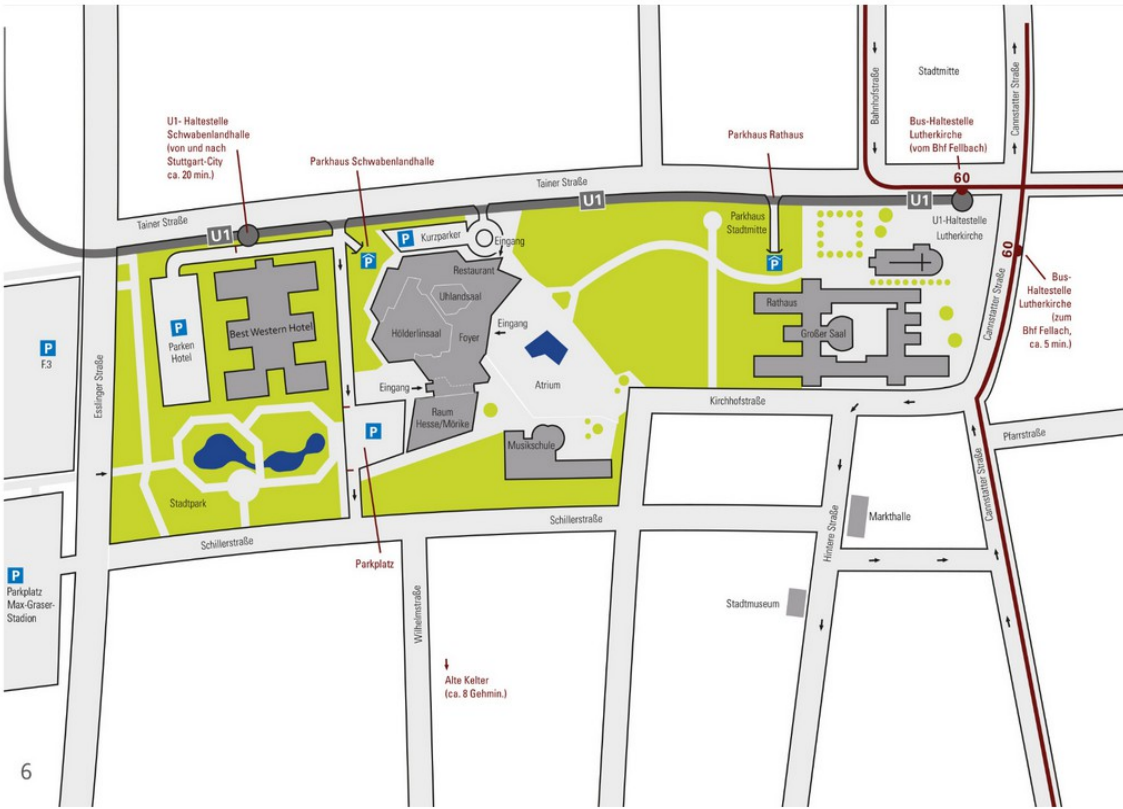 Bahnhofstraße
Stadtmitte
Cannstatter Straße
U1- Haltestelle
Schwabenlandhalle
(von und nach
Stuttgart-City
ca. 20 min.)
Parkhaus Schwabenlandhalle
Parkhaus Rathaus
Bus-Haltestelle
Lutherkirche
(vom Bhf Fellbach)
60
Tainer Straße
Tainer Straße
U1
U1
U1
U1-Haltestelle
Lutherkirche
P
Kurzparker
Eingang
Parkhaus
Stadtmitte
P
P
Restaurant
Uhlandsaal
Hölderlinsaal
Foyer
Eingang
Eingang
Raum
Hesse/Mörike
Atrium
Musikschule
Rathaus
Großer Saal
60
Bus-
Haltestelle
Lutherkirche
(zum
Bhf Fellach,
ca. 5 min.)
Cannstatter Straße
P
F.3
Esslinger Straße
P
Parken
Hotel
Best Western Hotel
P
Stadtpark
Kirchhofstraße
Pfarrstraße
Schillerstraße
Schillerstraße
Parkplatz
Hintere Straße
Markthalle
Cannstatter Straße
P
Parkplatz
Max-Graser-
Stadion
Wilhelmstraße
Stadtmuseum
Alte Kelter
(ca. 8 Gehmin.)
6